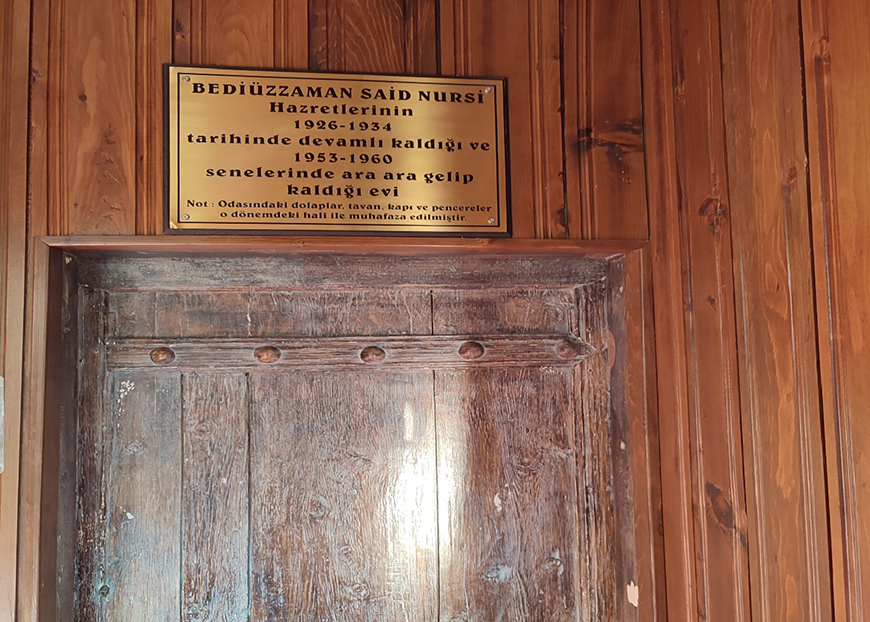 BEDİÜZZAMAN SAİD NURSİ
Hazretlerinin
1926-1934
tarihinde devamlı kaldığı ve
1953-1960
senelerinde ara ara gelip
kaldığı evi
Not : Odasındaki dolaplar, tavan, kapı ve pencereler
o dönemdeki hali ile muhafaza edilmiştir.